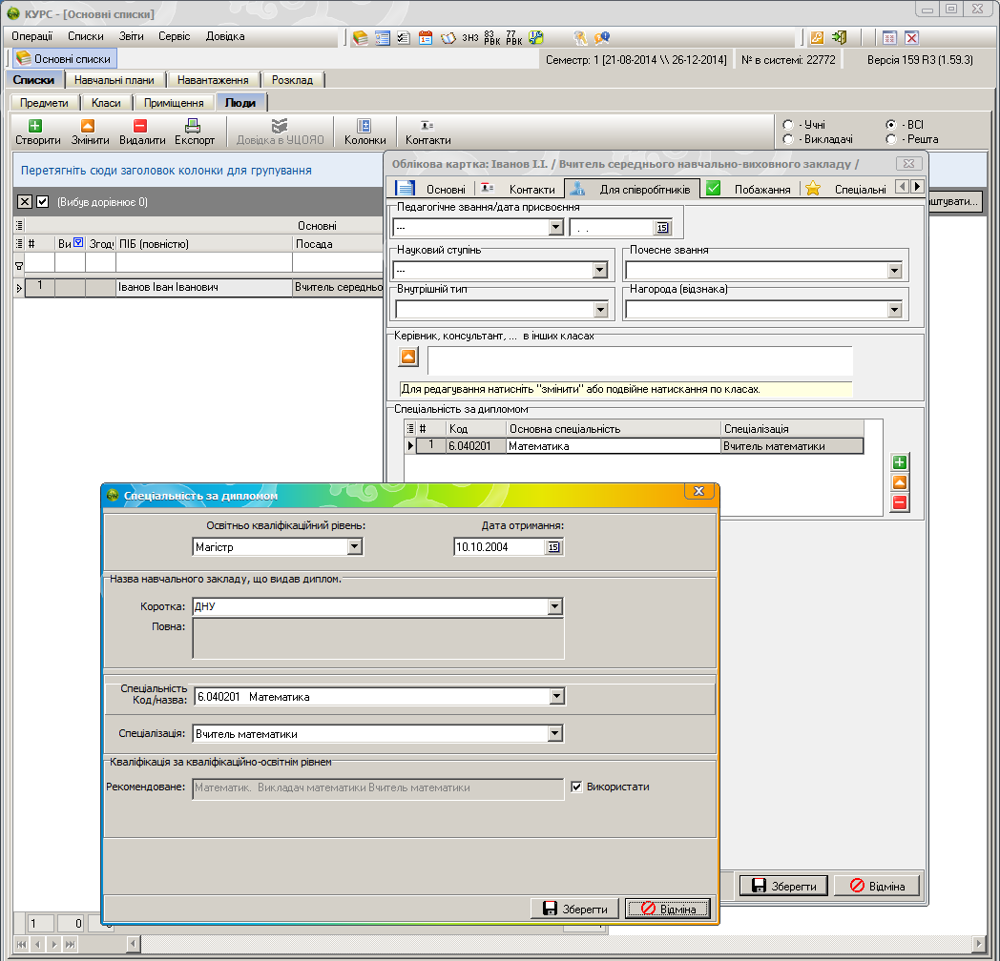 КУРС - [Основні списки]
Операції Списки Звіти Сервіс Довідка
ЗНЗ 83 РВК 77 РВК
Основні списки
Семестр: 1 [21-08-2014 \\ 26-12-2014] № в системі: 22772 Версія 159 R3 (1.59.3)
Списки Навчальні плани Навантаження Розклад
Предмети Класи Приміщення Люди
Створити Змінити Видалити Експорт Довідка в УЦОЯО Колонки Контакти
- Учні - ВСІ
- Викладачі - Решта
Перетягніть сюди заголовок колонки для групування
(Вибув дорівнює 0)
аштувати...
Основні
# Ви Згоду ПІБ (повністю) Посада
1 Іванов Іван Іванович Вчитель середньо
Облікова картка: Іванов І.І. / Вчитель середнього навчально-виховного закладу /
Основні Контакти Для співробітників Побажання Спеціальні
Педагогічне звання/дата присвоєння
--- . . 15
Науковий ступінь Почесне звання
---
Внутрішній тип Нагорода (відзнака)
Керівник, консультант, ... в інших класах
Для редагування натисніть "змінити" або подвійне натискання по класах.
Спеціальність за дипломом
# Код Основна спеціальність Спеціалізація
1 6.040201 Математика Вчитель математики
Спеціальність за дипломом
Освітньо кваліфікаційний рівень: Дата отримання:
Магістр 10.10.2004 15
Назва навчального закладу, що видав диплом.
Коротка: ДНУ
Повна:
Спеціальність
Код/назва: 6.040201 Математика
Спеціалізація: Вчитель математики
Кваліфікація за кваліфікаційно-освітнім рівнем
Рекомендоване: Математик. Викладач математики Вчитель математики Використати
Зберегти Відміна
Зберегти Відміна
1 0